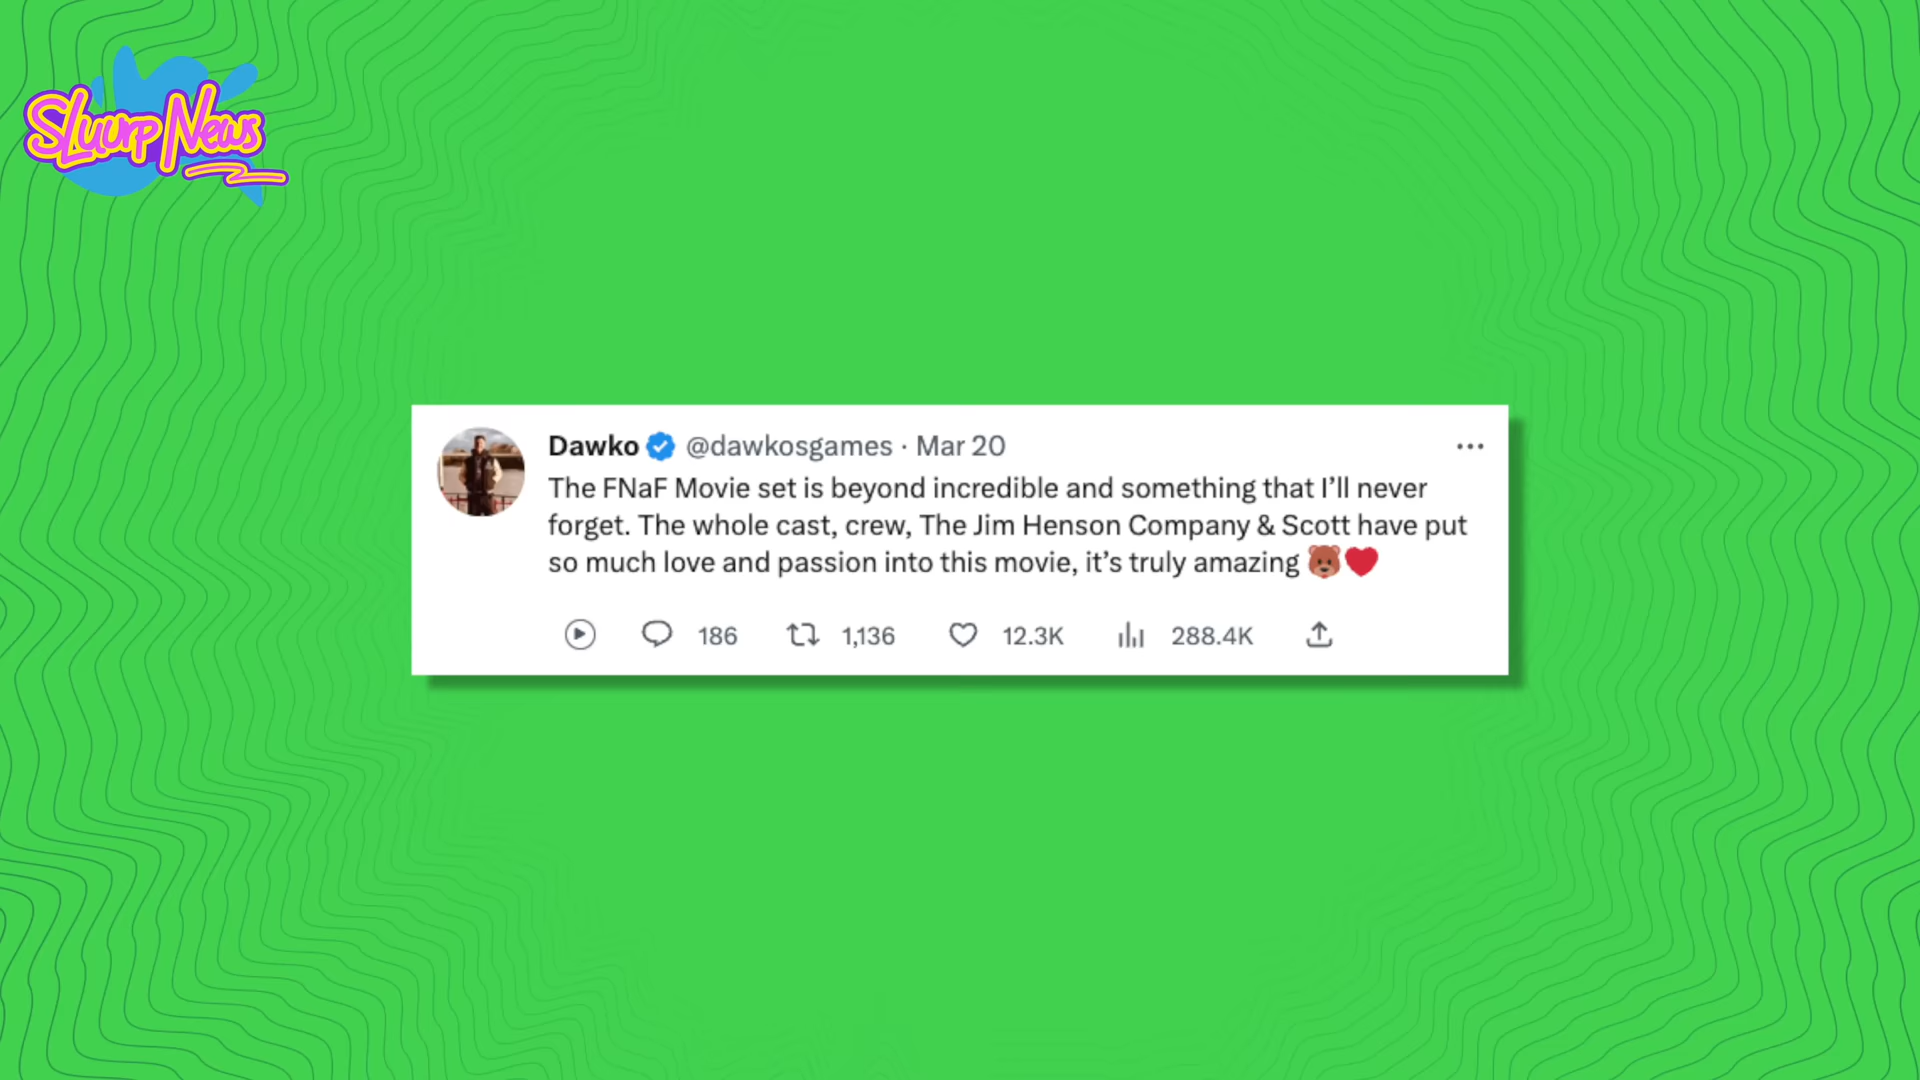 SLuurp News
Dawko @dawkosgames · Mar 20
The FNaF Movie set is beyond incredible and something that I’ll never
forget. The whole cast, crew, The Jim Henson Company & Scott have put
so much love and passion into this movie, it’s truly amazing 🐻❤️
186 1,136 12.3K 288.4K